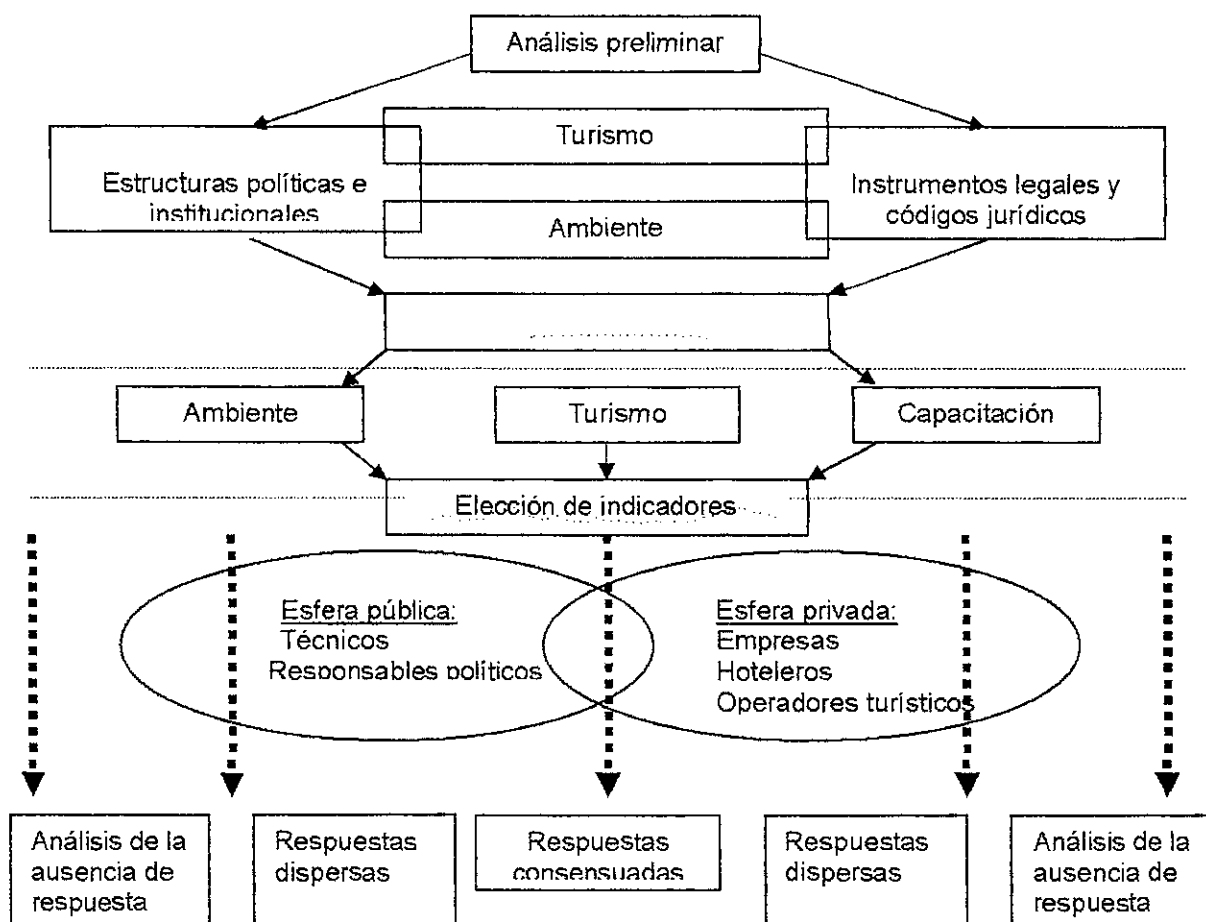 Análisis preliminar
Turismo
Estructuras políticas e
institucionales
Instrumentos legales y
códigos jurídicos
Ambiente
Ambiente
Turismo
Capacitación
Elección de indicadores
Esfera pública:
Técnicos
Responsables políticos
Esfera privada:
Empresas
Hoteleros
Operadores turísticos
Análisis de la
ausencia de
respuesta
Respuestas
dispersas
Respuestas
consensuadas
Respuestas
dispersas
Análisis de la
ausencia de
respuesta